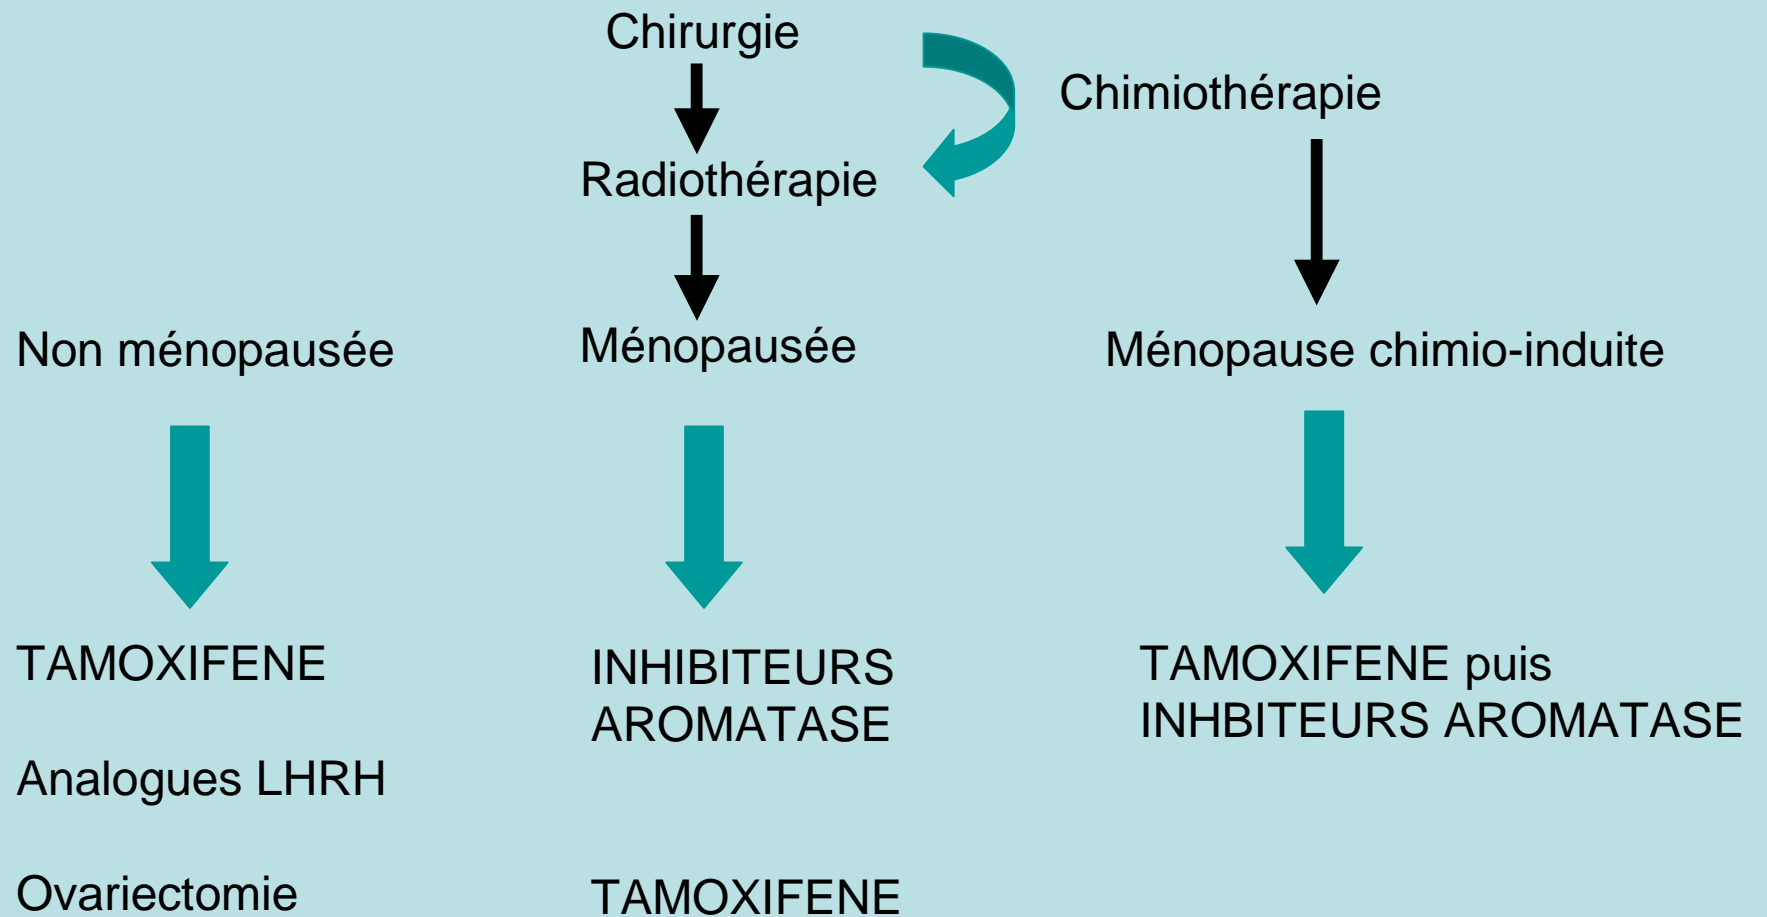 Chirurgie
Chimiothérapie
Radiothérapie
Non ménopausée
Ménopausée
Ménopause chimio-induite
TAMOXIFENE
Analogues LHRH
Ovariectomie
INHIBITEURS
AROMATASE
TAMOXIFENE
TAMOXIFENE puis
INHBITEURS AROMATASE